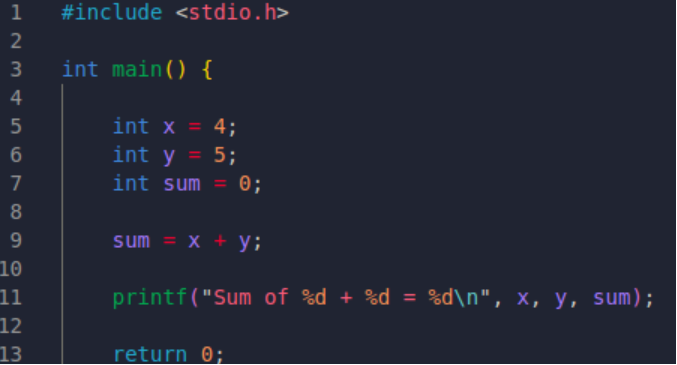 1 #include <stdio.h>
2
3 int main() {
4
5 int x = 4;
6 int y = 5;
7 int sum = 0;
8
9 sum = x + y;
10
11 printf("Sum of %d + %d = %d\n", x, y, sum);
12
13 return 0;